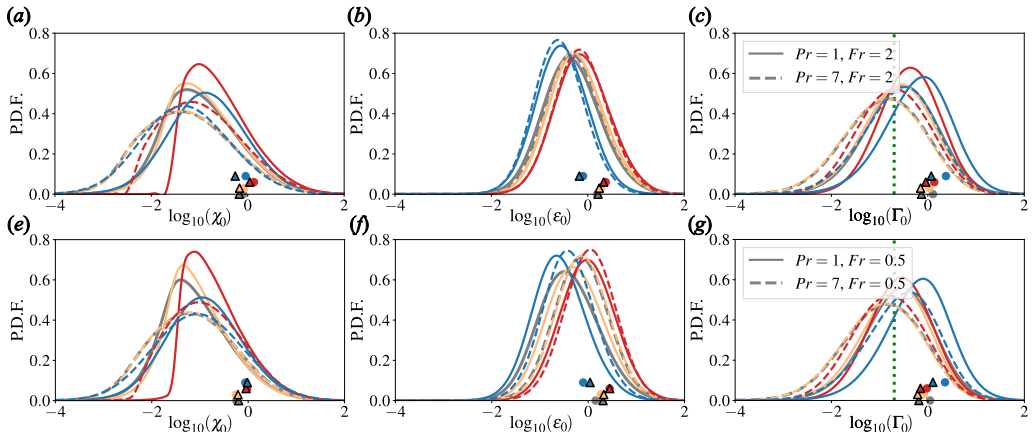 (a)
(b)
(c)
P.D.F.
0.8
0.6
0.4
0.2
0.0
−4
−2
0
2
log₁₀(χ₀)
P.D.F.
0.8
0.6
0.4
0.2
0.0
−4
−2
0
2
log₁₀(ε₀)
P.D.F.
0.8
0.6
0.4
0.2
0.0
−4
−2
0
2
log₁₀(Γ₀)
Pr = 1, Fr = 2
Pr = 7, Fr = 2
(e)
(f)
(g)
P.D.F.
0.8
0.6
0.4
0.2
0.0
−4
−2
0
2
log₁₀(χ₀)
P.D.F.
0.8
0.6
0.4
0.2
0.0
−4
−2
0
2
log₁₀(ε₀)
P.D.F.
0.8
0.6
0.4
0.2
0.0
−4
−2
0
2
log₁₀(Γ₀)
Pr = 1, Fr = 0.5
Pr = 7, Fr = 0.5